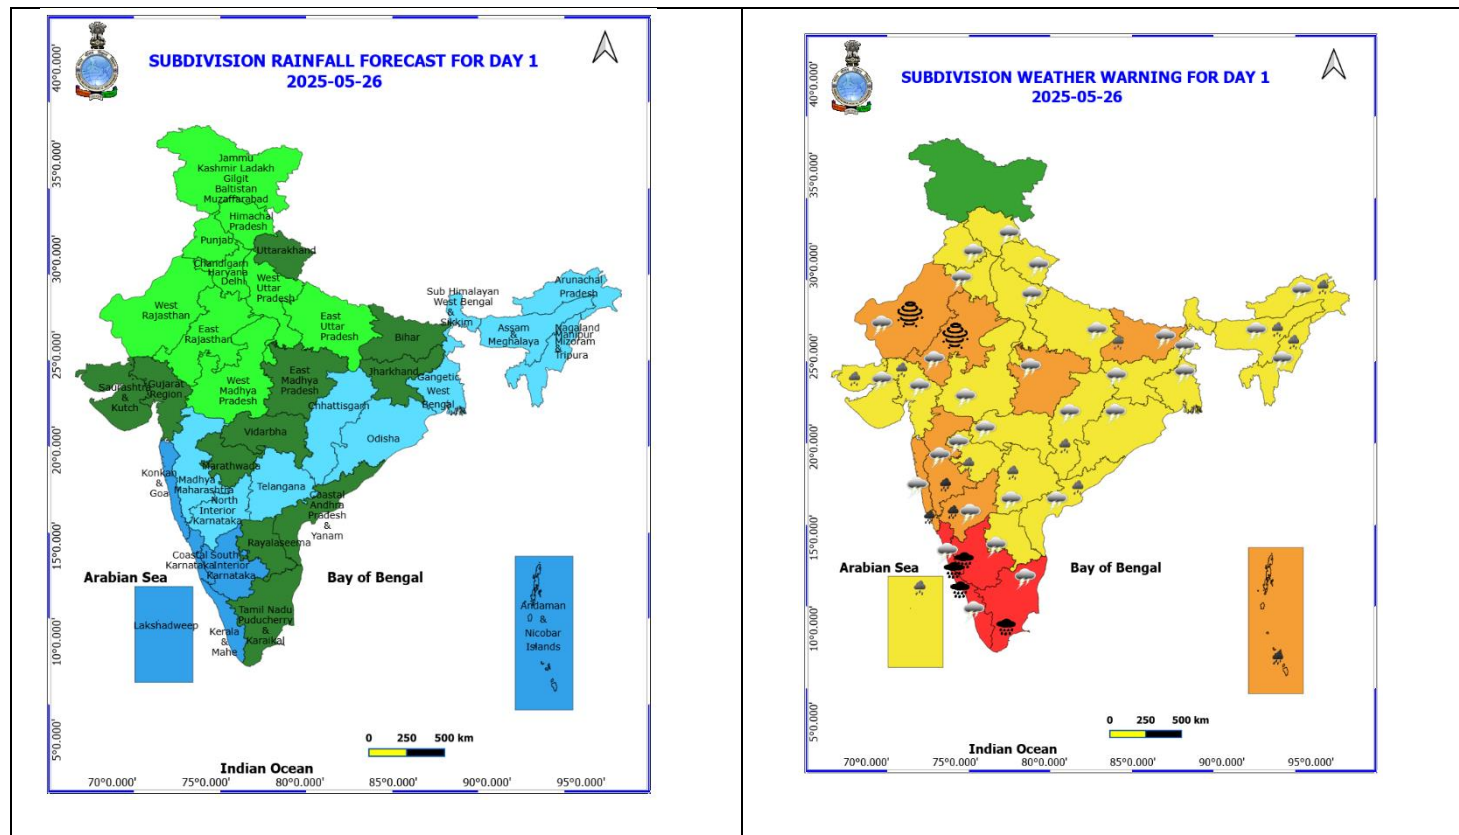 SUBDIVISION RAINFALL FORECAST FOR DAY 1
2025-05-26
40°0.000'
35°0.000'
30°0.000'
25°0.000'
20°0.000'
15°0.000'
10°0.000'
5°0.000'
Jammu
Kashmir Ladakh
Gilgit
Baltistan
Muzaffarabad
Himachal
Pradesh
Punjab
Uttarakhand
Chandigarh
Haryana
Delhi
West
Uttar
Pradesh
West
Rajasthan
East
Rajasthan
East
Uttar
Pradesh
Bihar
Sub Himalayan
West Bengal
&
Sikkim
Arunachal
Pradesh
Assam
&
Meghalaya
Nagaland
Manipur
Mizoram
&
Tripura
Saurashtra
&
Kutch
Gujarat
Region
West
Madhya
Pradesh
East
Madhya
Pradesh
Jharkhand
Gangetic
West
Bengal
Chhattisgarh
Odisha
Vidarbha
Marathwada
Konkan
&
Goa
Madhya
Maharashtra
North
Interior
Karnataka
Telangana
Coastal
Andhra
Pradesh
&
Yanam
Rayalaseema
Coastal
Karnataka
South
Interior
Karnataka
Tamil Nadu
Puducherry
&
Karaikal
Kerala
&
Mahe
Arabian Sea
Bay of Bengal
Lakshadweep
Andaman
&
Nicobar
Islands
0 250 500 km
Indian Ocean
70°0.000' 75°0.000' 80°0.000' 85°0.000' 90°0.000' 95°0.000'
SUBDIVISION WEATHER WARNING FOR DAY 1
2025-05-26
40°0.000'
35°0.000'
30°0.000'
25°0.000'
20°0.000'
15°0.000'
10°0.000'
5°0.000'
Arabian Sea
Bay of Bengal
0 250 500 km
Indian Ocean
70°0.000' 75°0.000' 80°0.000' 85°0.000' 90°0.000' 95°0.000'